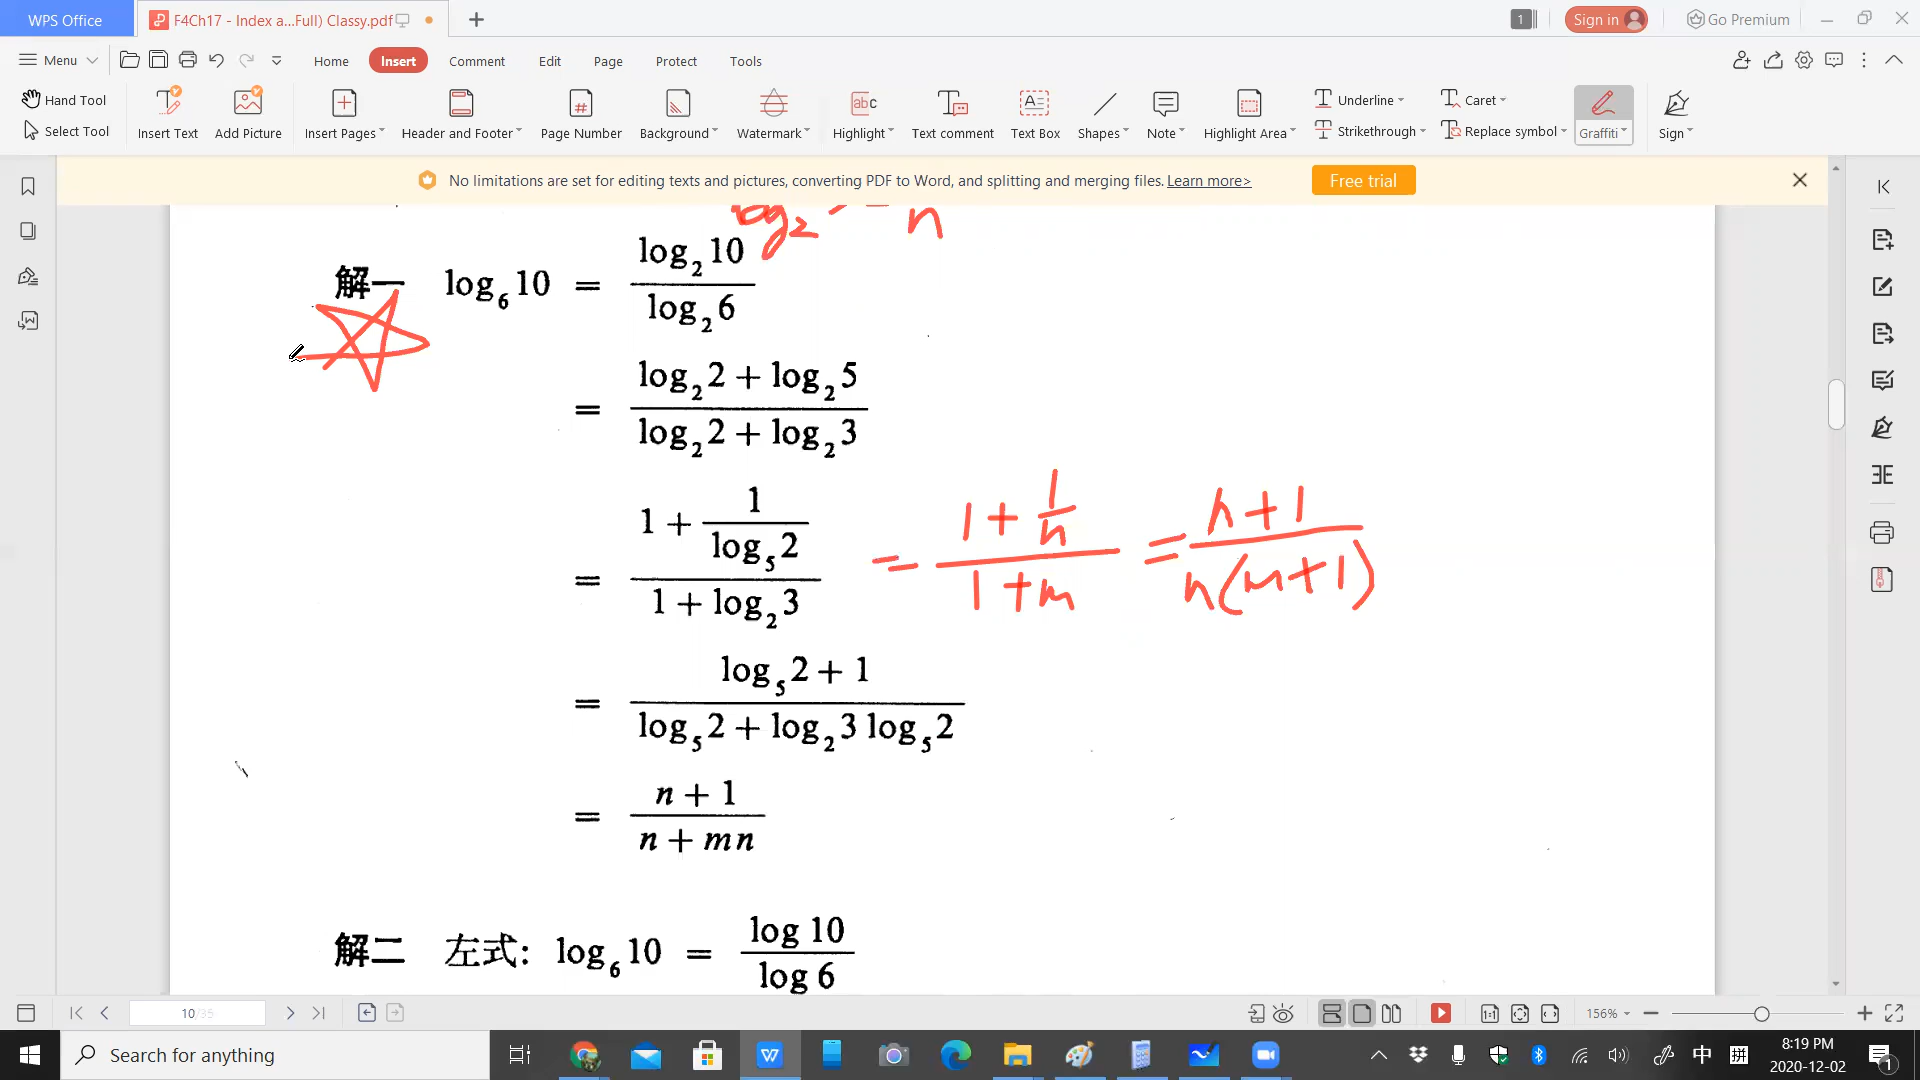 WPS Office
F4Ch17 - Index a...Full) Classy.pdf
1
Sign in
Go Premium
Menu
Home
Insert
Comment
Edit
Page
Protect
Tools
Hand Tool
Select Tool
Insert Text
Add Picture
Insert Pages
Header and Footer
Page Number
Background
Watermark
Highlight
Text comment
Text Box
Shapes
Note
Highlight Area
Underline
Strikethrough
Caret
Replace symbol
Graffiti
Sign
No limitations are set for editing texts and pictures, converting PDF to Word, and splitting and merging files. Learn more>
Free trial
n
解一 log₆10 = log₂10 / log₂6
= (log₂2 + log₂5) / (log₂2 + log₂3)
= (1 + 1/log₅2) / (1 + log₂3) = (1 + 1/n) / (1 + m) = (n + 1) / n(m + 1)
= (log₅2 + 1) / (log₅2 + log₂3 log₅2)
= (n + 1) / (n + mn)
解二 左式: log₆10 = log 10 / log 6
10/35
1:1
156%
Search for anything
中
拼
8:19 PM
2020-12-02
1